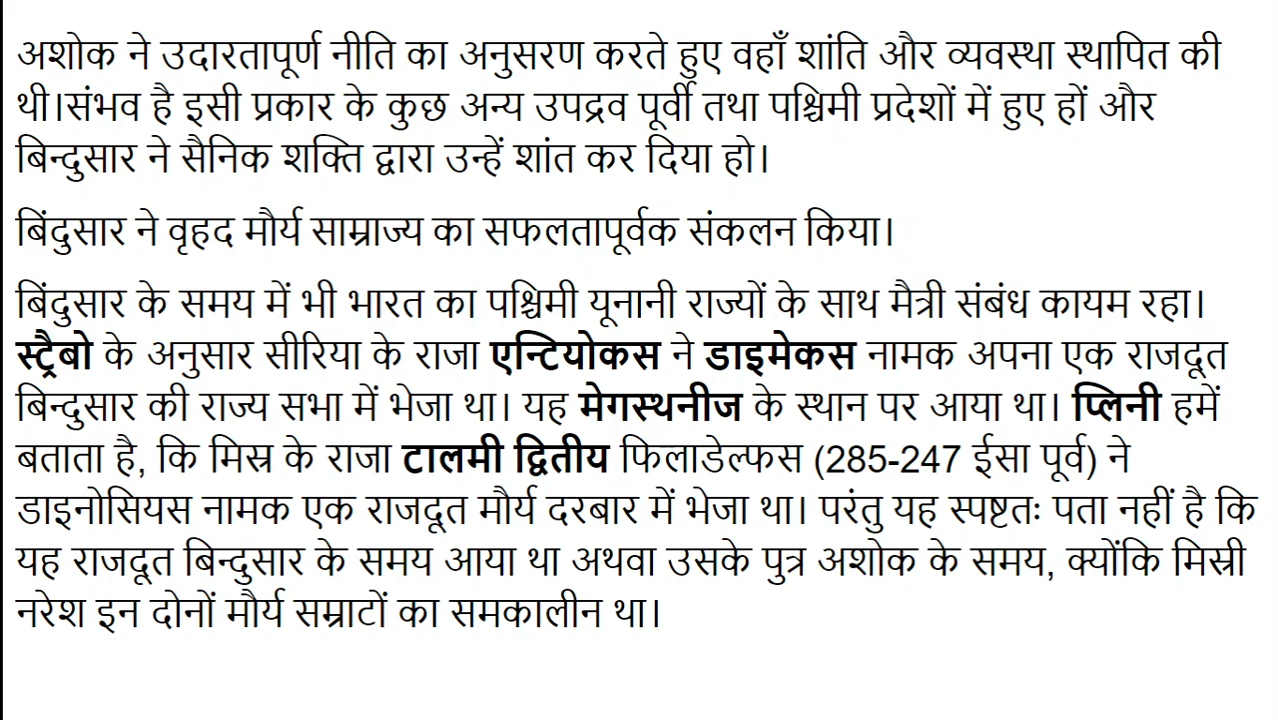 अशोक ने उदारतापूर्ण नीति का अनुसरण करते हुए वहाँ शांति और व्यवस्था स्थापित की
थी।संभव है इसी प्रकार के कुछ अन्य उपद्रव पूर्वी तथा पश्चिमी प्रदेशों में हुए हों और
बिन्दुसार ने सैनिक शक्ति द्वारा उन्हें शांत कर दिया हो।
बिंदुसार ने वृहद मौर्य साम्राज्य का सफलतापूर्वक संकलन किया।
बिंदुसार के समय में भी भारत का पश्चिमी यूनानी राज्यों के साथ मैत्री संबंध कायम रहा।
स्ट्रैबो के अनुसार सीरिया के राजा एन्टियोकस ने डाइमेकस नामक अपना एक राजदूत
बिन्दुसार की राज्य सभा में भेजा था। यह मेगस्थनीज के स्थान पर आया था। प्लिनी हमें
बताता है, कि मिस्र के राजा टालमी द्वितीय फिलाडेल्फस (285-247 ईसा पूर्व) ने
डाइनोसियस नामक एक राजदूत मौर्य दरबार में भेजा था। परंतु यह स्पष्टतः पता नहीं है कि
यह राजदूत बिन्दुसार के समय आया था अथवा उसके पुत्र अशोक के समय, क्योंकि मिस्री
नरेश इन दोनों मौर्य सम्राटों का समकालीन था।